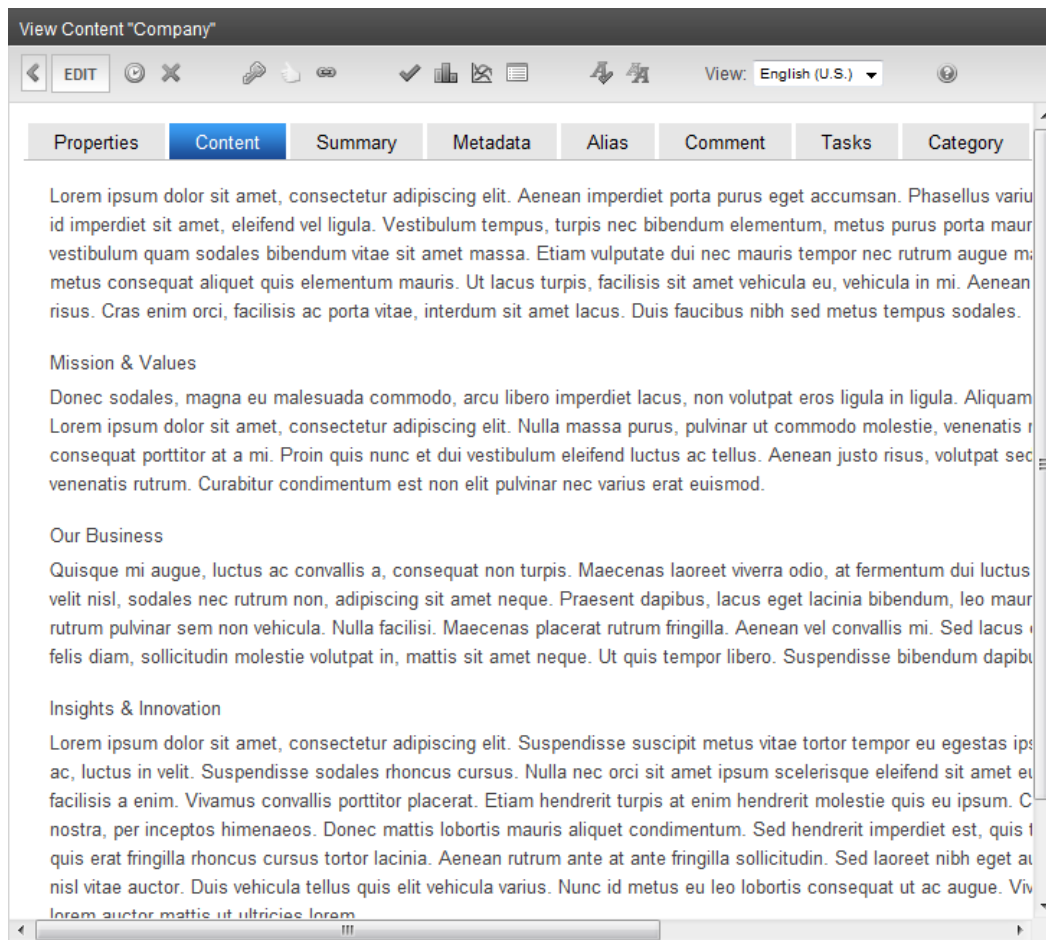 View Content "Company"
EDIT View: English (U.S.)
Properties Content Summary Metadata Alias Comment Tasks Category
Lorem ipsum dolor sit amet, consectetur adipiscing elit. Aenean imperdiet porta purus eget accumsan. Phasellus variu
id imperdiet sit amet, eleifend vel ligula. Vestibulum tempus, turpis nec bibendum elementum, metus purus porta maur
vestibulum quam sodales bibendum vitae sit amet massa. Etiam vulputate dui nec mauris tempor nec rutrum augue ma
metus consequat aliquet quis elementum mauris. Ut lacus turpis, facilisis sit amet vehicula eu, vehicula in mi. Aenean
risus. Cras enim orci, facilisis ac porta vitae, interdum sit amet lacus. Duis faucibus nibh sed metus tempus sodales.
Mission & Values
Donec sodales, magna eu malesuada commodo, arcu libero imperdiet lacus, non volutpat eros ligula in ligula. Aliquam
Lorem ipsum dolor sit amet, consectetur adipiscing elit. Nulla massa purus, pulvinar ut commodo molestie, venenatis
consequat porttitor at a mi. Proin quis nunc et dui vestibulum eleifend luctus ac tellus. Aenean justo risus, volutpat sed
venenatis rutrum. Curabitur condimentum est non elit pulvinar nec varius erat euismod.
Our Business
Quisque mi augue, luctus ac convallis a, consequat non turpis. Maecenas laoreet viverra odio, at fermentum dui luctus
velit nisl, sodales nec rutrum non, adipiscing sit amet neque. Praesent dapibus, lacus eget lacinia bibendum, leo maur
rutrum pulvinar sem non vehicula. Nulla facilisi. Maecenas placerat rutrum fringilla. Aenean vel convallis mi. Sed lacus
felis diam, sollicitudin molestie volutpat in, mattis sit amet neque. Ut quis tempor libero. Suspendisse bibendum dapibu
Insights & Innovation
Lorem ipsum dolor sit amet, consectetur adipiscing elit. Suspendisse suscipit metus vitae tortor tempor eu egestas ips
ac, luctus in velit. Suspendisse sodales rhoncus cursus. Nulla nec orci sit amet ipsum scelerisque eleifend sit amet eu
facilisis a enim. Vivamus convallis porttitor placerat. Etiam hendrerit turpis at enim hendrerit molestie quis eu ipsum. C
nostra, per inceptos himenaeos. Donec mattis lobortis mauris aliquet condimentum. Sed hendrerit imperdiet est, quis
quis erat fringilla rhoncus cursus tortor lacinia. Aenean rutrum ante at ante fringilla sollicitudin. Sed laoreet nibh eget au
nisl vitae auctor. Duis vehicula tellus quis elit vehicula varius. Nunc id metus eu leo lobortis consequat ut ac augue. Viv
lorem auctor mattis ut ultricies lorem